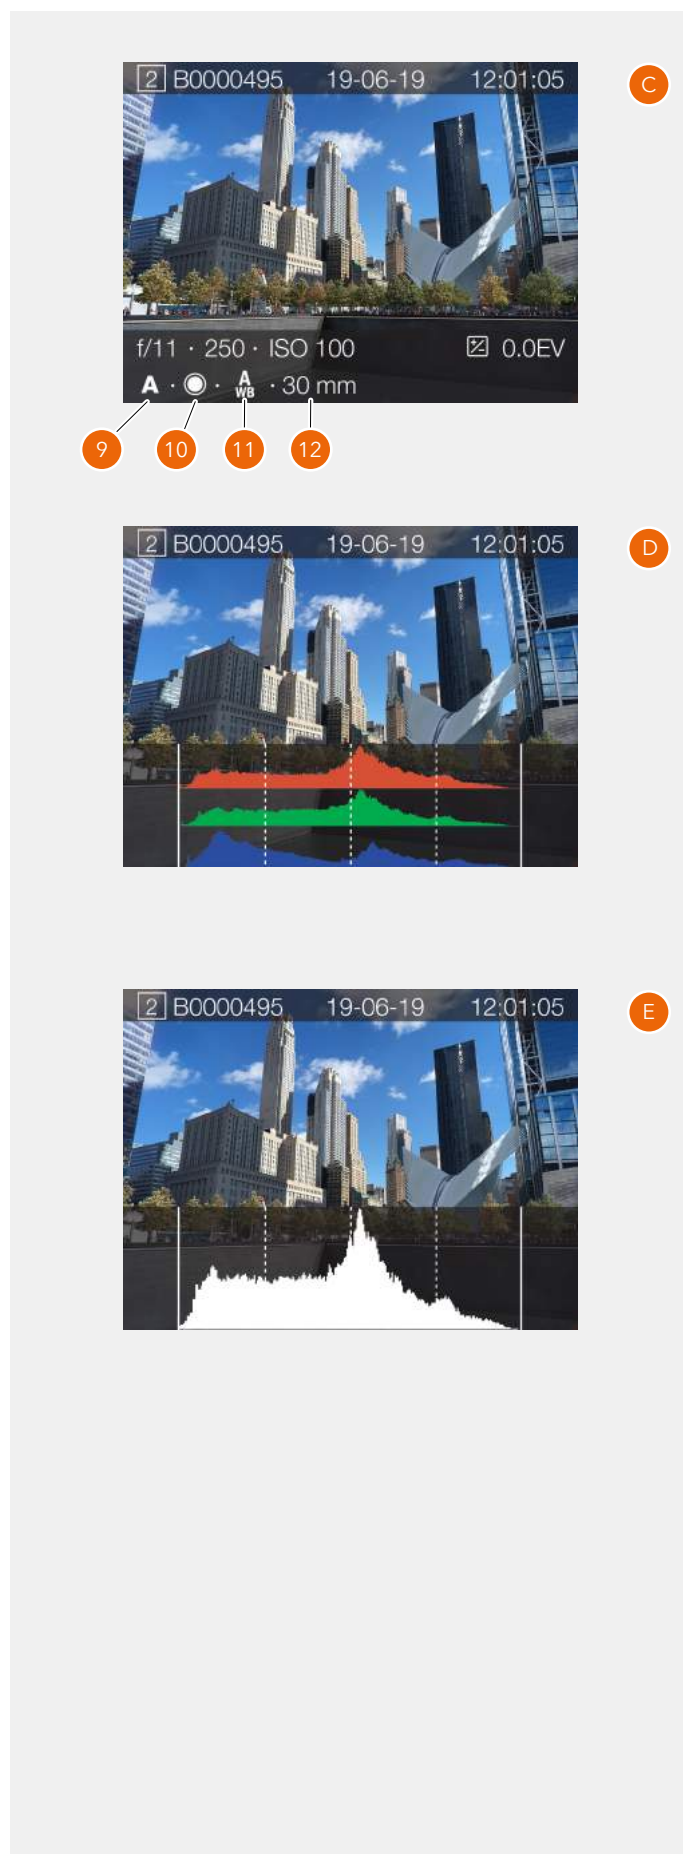 2 B0000495 19-06-19 12:01:05
C
f/11 · 250 · ISO 100 0.0EV
A · · A WB · 30 mm
9 10 11 12
2 B0000495 19-06-19 12:01:05
D
2 B0000495 19-06-19 12:01:05
E